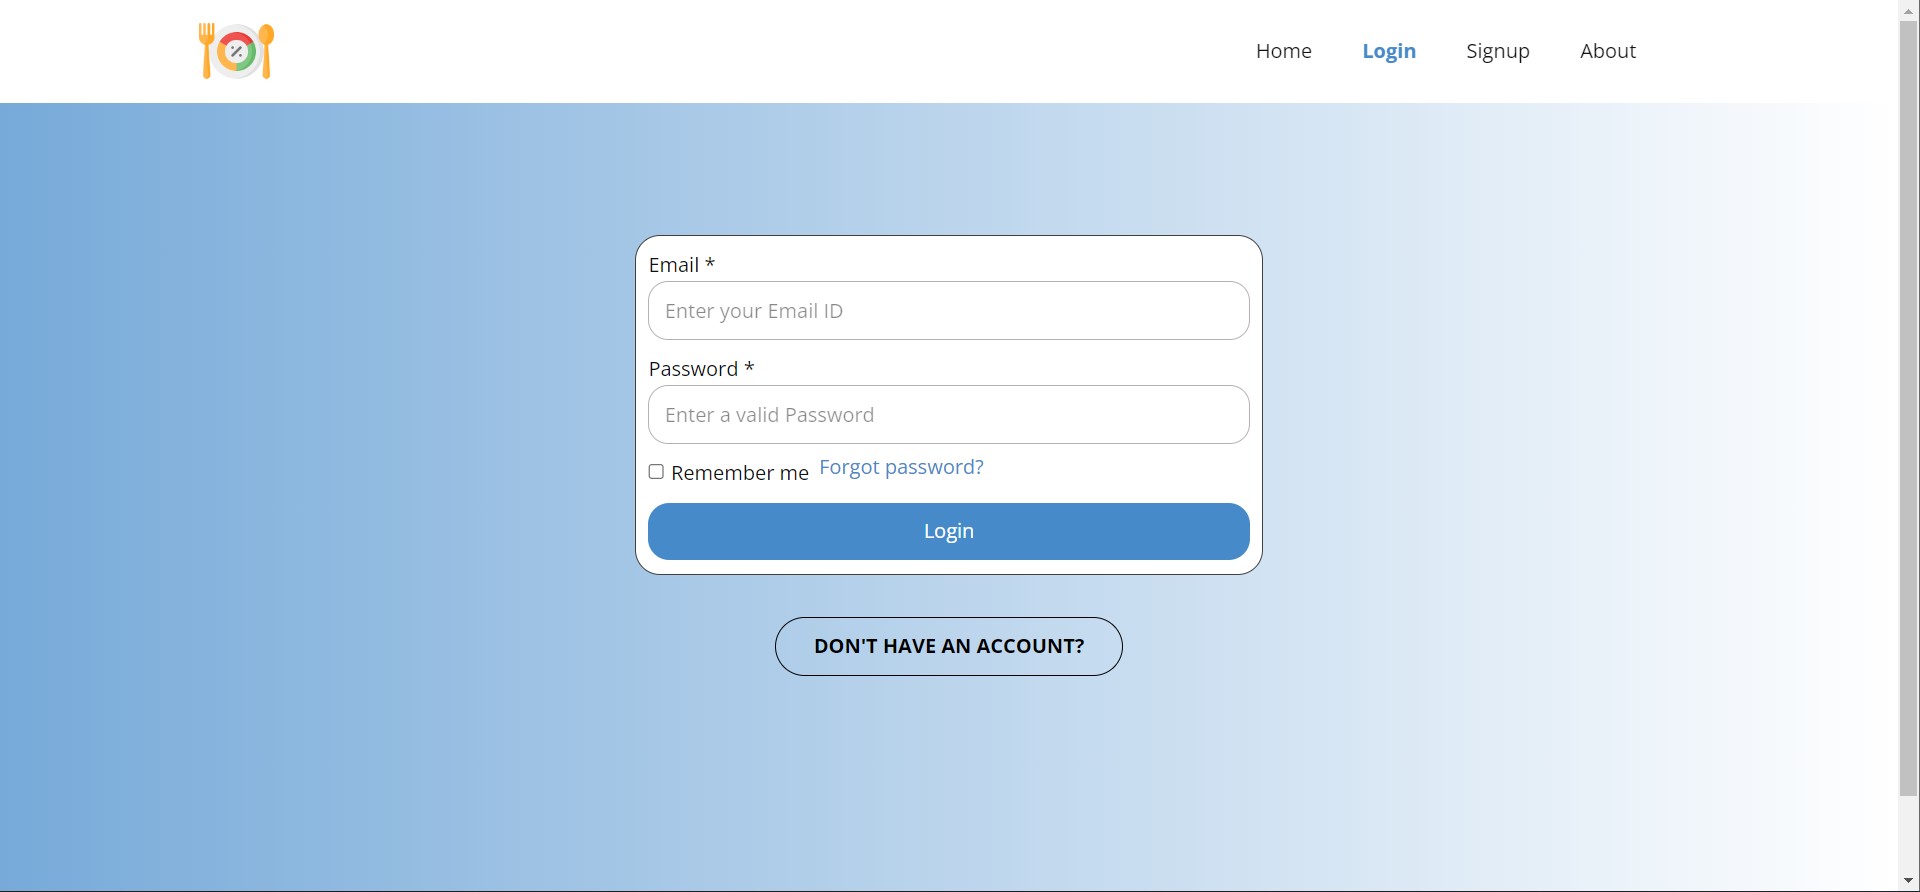 Home Login Signup About
Email *
Enter your Email ID
Password *
Enter a valid Password
Remember me Forgot password?
Login
DON'T HAVE AN ACCOUNT?